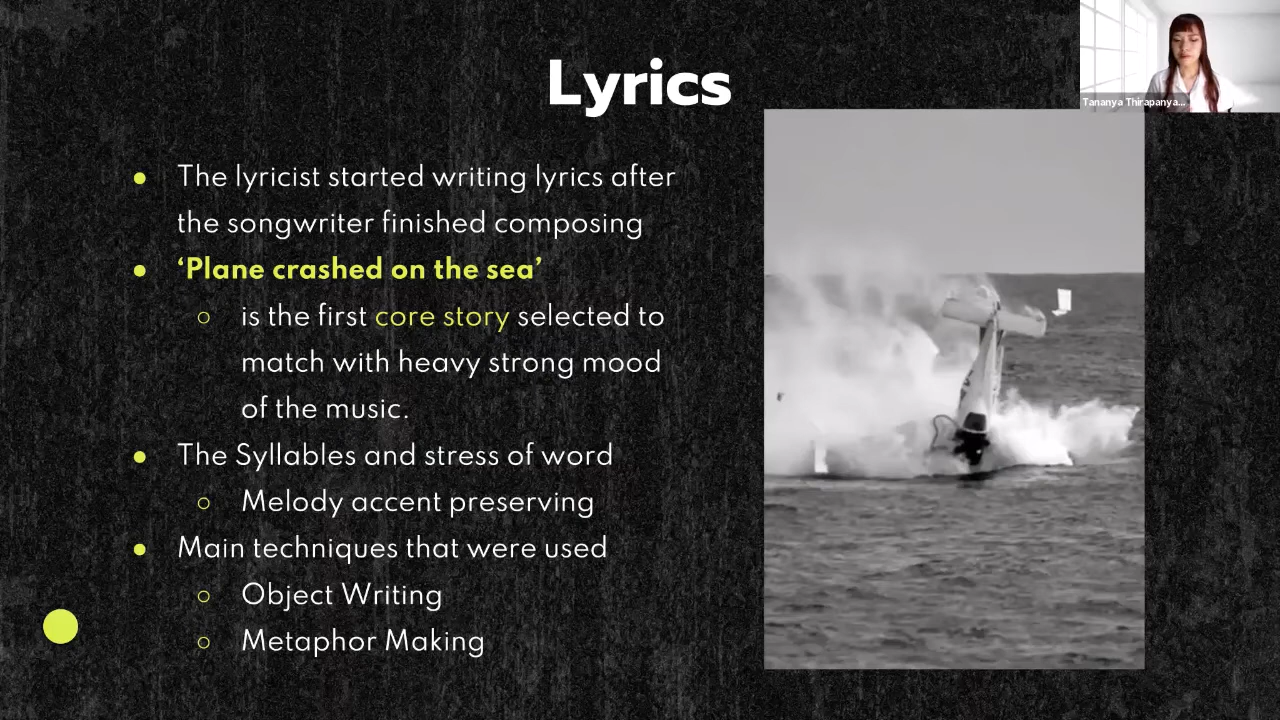 Lyrics
Tananya Thirapanya...
● The lyricist started writing lyrics after
the songwriter finished composing
● ‘Plane crashed on the sea’
○ is the first core story selected to
match with heavy strong mood
of the music.
● The Syllables and stress of word
○ Melody accent preserving
● Main techniques that were used
○ Object Writing
○ Metaphor Making